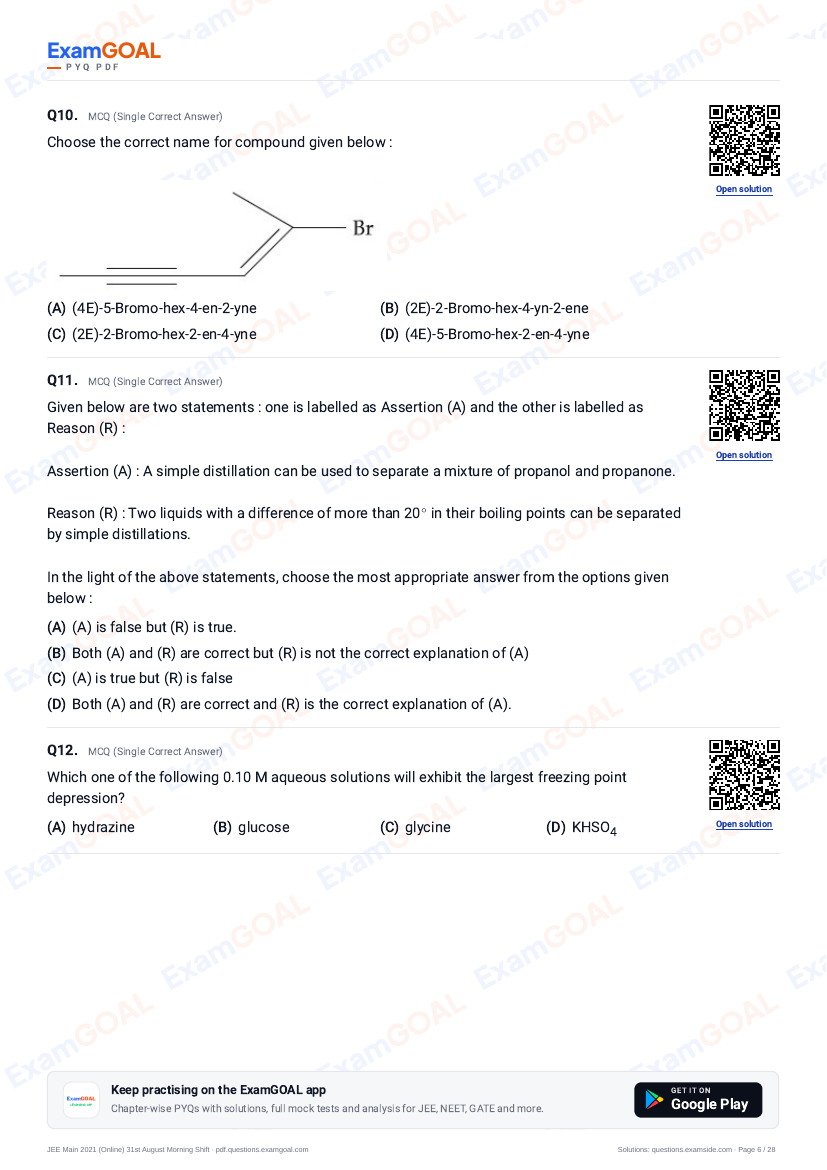 ExamGOAL
PYQ PDF
Q10. MCQ (Single Correct Answer)
Choose the correct name for compound given below :
Open solution
Br
(A) (4E)-5-Bromo-hex-4-en-2-yne
(B) (2E)-2-Bromo-hex-4-yn-2-ene
(C) (2E)-2-Bromo-hex-2-en-4-yne
(D) (4E)-5-Bromo-hex-2-en-4-yne
Q11. MCQ (Single Correct Answer)
Given below are two statements : one is labelled as Assertion (A) and the other is labelled as
Reason (R) :
Open solution
Assertion (A) : A simple distillation can be used to separate a mixture of propanol and propanone.
Reason (R) : Two liquids with a difference of more than 20° in their boiling points can be separated
by simple distillations.
In the light of the above statements, choose the most appropriate answer from the options given
below :
(A) (A) is false but (R) is true.
(B) Both (A) and (R) are correct but (R) is not the correct explanation of (A)
(C) (A) is true but (R) is false
(D) Both (A) and (R) are correct and (R) is the correct explanation of (A).
Q12. MCQ (Single Correct Answer)
Which one of the following 0.10 M aqueous solutions will exhibit the largest freezing point
depression?
Open solution
(A) hydrazine (B) glucose (C) glycine (D) KHSO4
Keep practising on the ExamGOAL app
Chapter-wise PYQs with solutions, full mock tests and analysis for JEE, NEET, GATE and more.
GET IT ON
Google Play
JEE Main 2021 (Online) 31st August Morning Shift · pdf.questions.examgoal.com
Solutions: questions.examside.com · Page 6 / 28